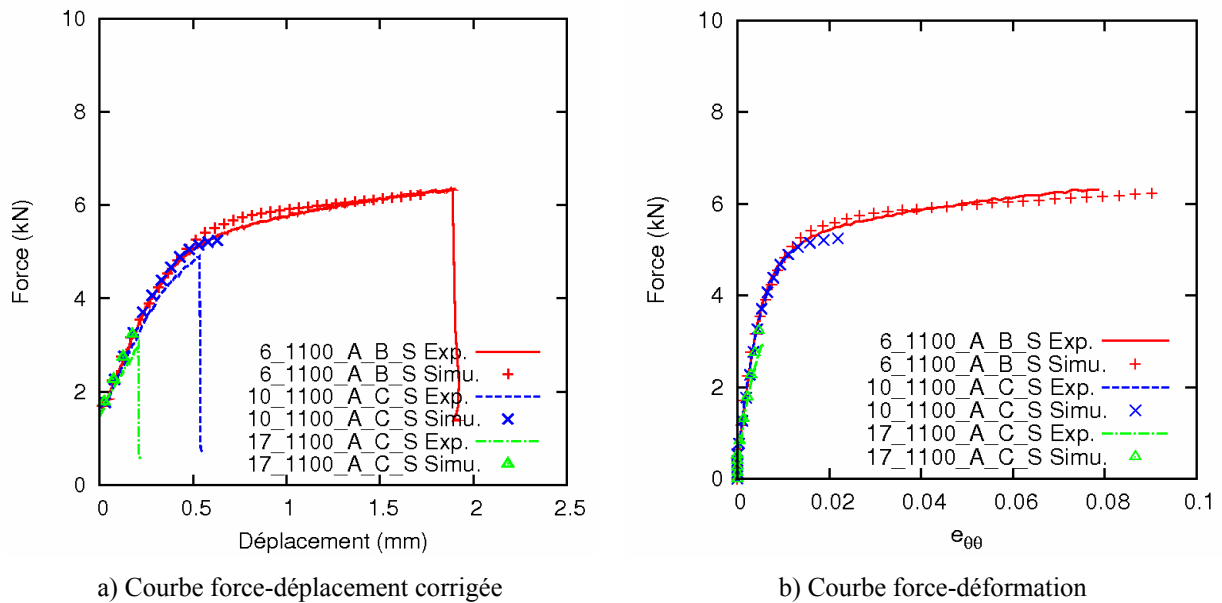 10
8
6
4
2
0
Force (kN)
6_1100_A_B_S Exp.
6_1100_A_B_S Simu.
10_1100_A_C_S Exp.
10_1100_A_C_S Simu.
17_1100_A_C_S Exp.
17_1100_A_C_S Simu.
0 0.5 1 1.5 2 2.5
Déplacement (mm)
a) Courbe force-déplacement corrigée
10
8
6
4
2
0
Force (kN)
6_1100_A_B_S Exp.
6_1100_A_B_S Simu.
10_1100_A_C_S Exp.
10_1100_A_C_S Simu.
17_1100_A_C_S Exp.
17_1100_A_C_S Simu.
0 0.02 0.04 0.06 0.08 0.1
eθθ
b) Courbe force-déformation